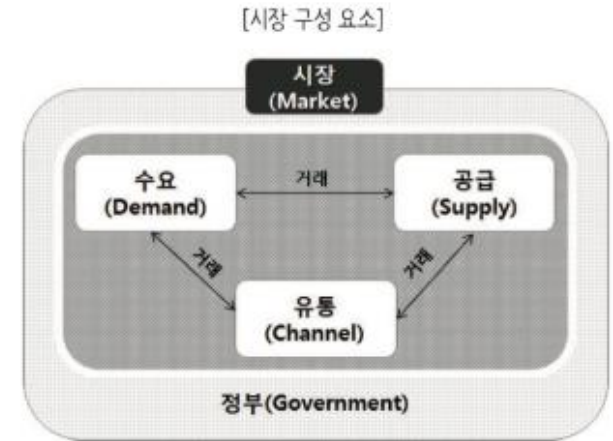 [시장 구성 요소]
시장
(Market)
수요
(Demand)
거래
공급
(Supply)
거래
거래
유통
(Channel)
정부(Government)